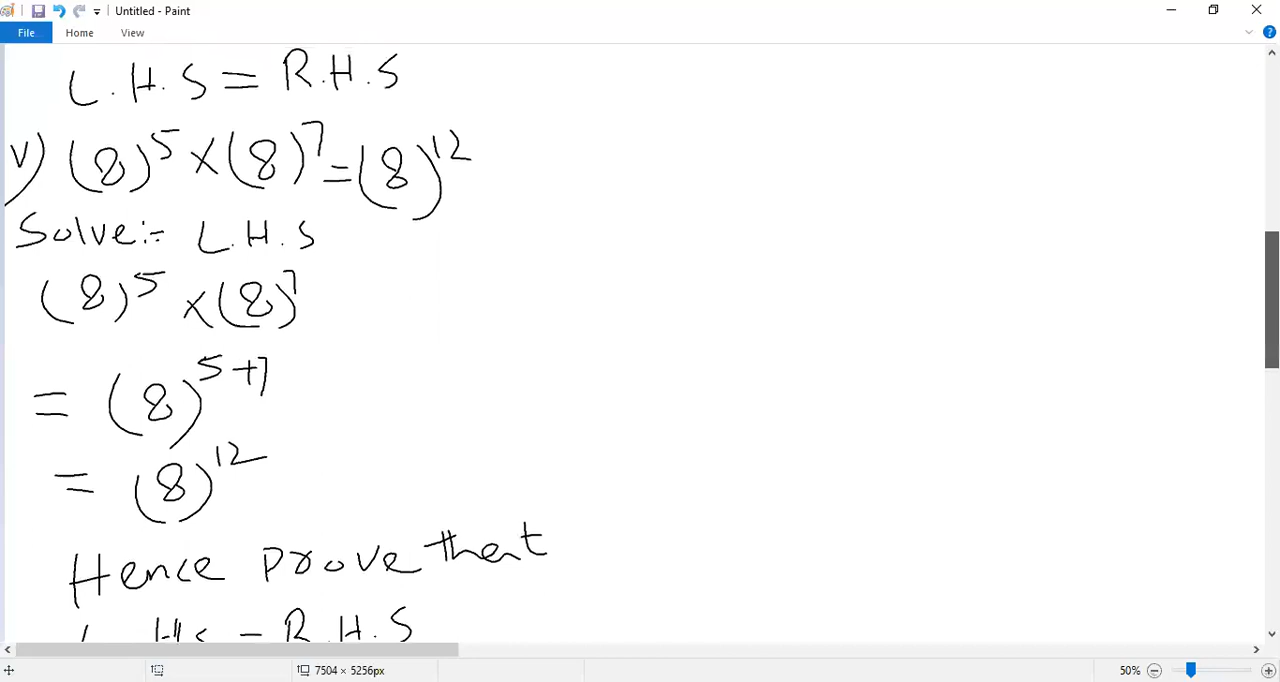 Untitled - Paint
File Home View
L.H.S = R.H.S
v) (8)^5 × (8)^7 = (8)^12
Solve:- L.H.S
(8)^5 × (8)^7
= (8)^5+7
= (8)^12
Hence prove that
L.H.S = R.H.S
7504 × 5256px 50%